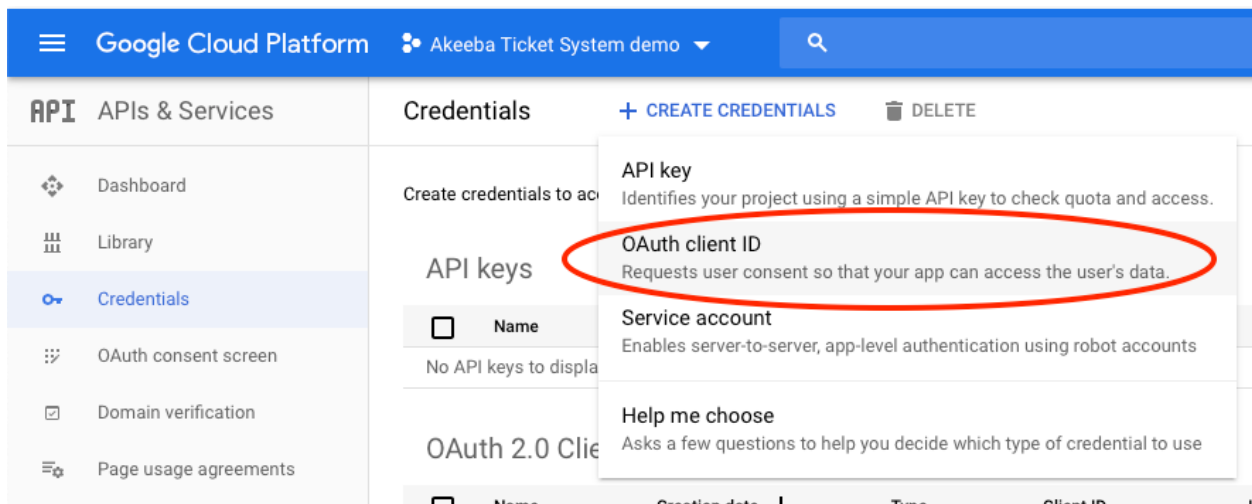 Google Cloud Platform
Akeeba Ticket System demo
API
APIs & Services
Credentials
CREATE CREDENTIALS
DELETE
Dashboard
Library
Credentials
OAuth consent screen
Domain verification
Page usage agreements
Create credentials to
API keys
Name
No API keys to
OAuth 2.0
API key
Identifies your project using a simple API key to check quota and access.
OAuth client ID
Requests user consent so that your app can access the user's data.
Service account
Enables server-to-server, app-level authentication using robot accounts
Help me choose
Asks a few questions to help you decide which type of credential to use